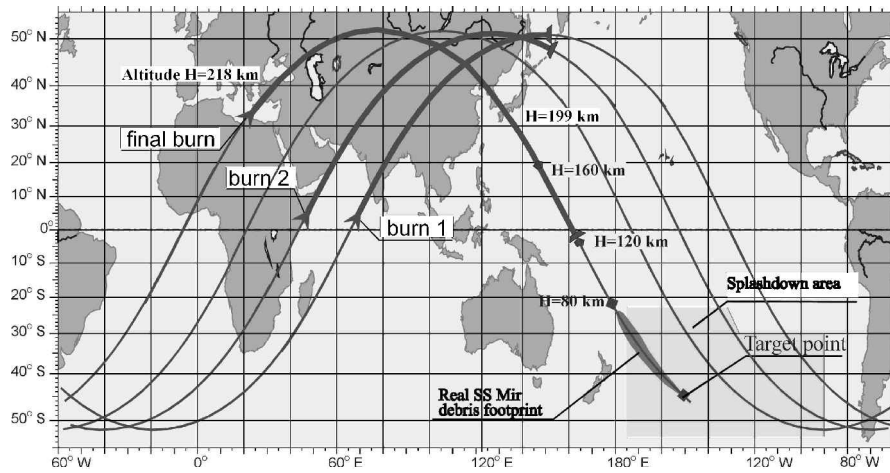 50° N
Altitude H=218 km
40° N
30° N
final burn
H=199 km
20° N
burn 2
H=160 km
10° N
burn 1
0°
H=120 km
10° S
20° S
Splashdown area
H=80 km
30° S
Target point
40° S
Real SS Mir
debris footprint
50° S
60° W
0°
60° E
120° E
180° E
120° W
80° W